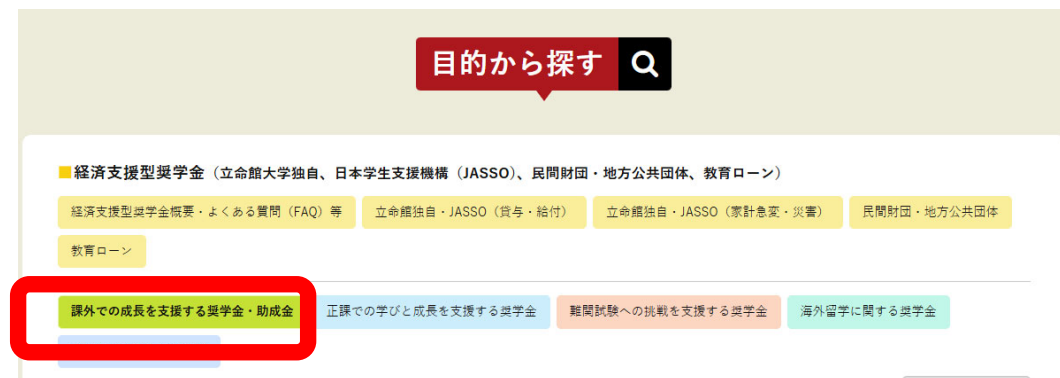 目的から探す
■経済支援型奨学金（立命館大学独自、日本学生支援機構（JASSO）、民間財団・地方公共団体、教育ローン）
経済支援型奨学金概要・よくある質問（FAQ）等 立命館独自・JASSO（貸与・給付） 立命館独自・JASSO（家計急変・災害） 民間財団・地方公共団体
教育ローン
課外での成長を支援する奨学金・助成金 正課での学びと成長を支援する奨学金 難関試験への挑戦を支援する奨学金 海外留学に関する奨学金